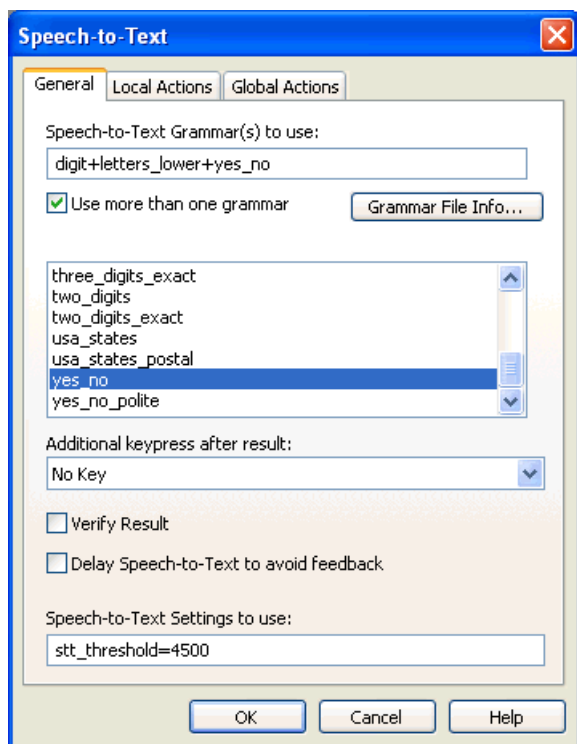 Speech-to-Text
General Local Actions Global Actions
Speech-to-Text Grammar(s) to use:
digit+letters_lower+yes_no
Use more than one grammar Grammar File Info...
three_digits_exact
two_digits
two_digits_exact
usa_states
usa_states_postal
yes_no
yes_no_polite
Additional keypress after result:
No Key
Verify Result
Delay Speech-to-Text to avoid feedback
Speech-to-Text Settings to use:
stt_threshold=4500
OK Cancel Help